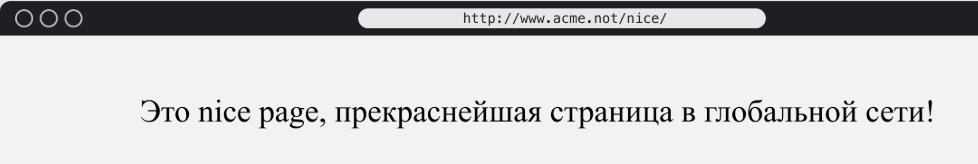 http://www.acme.not/nice/
Это nice page, прекраснейшая страница в глобальной сети!